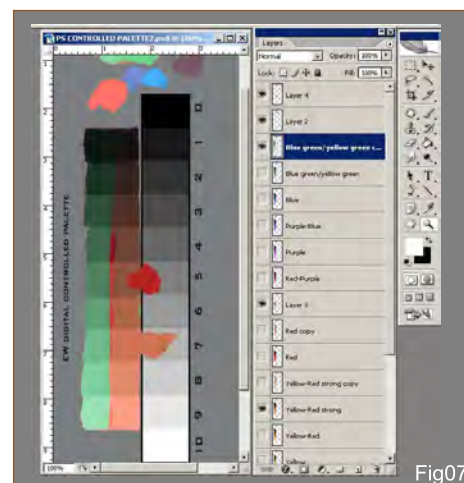 PS CONTROLLED-PALETTE2.psd @ 100%
0
1
2
3
4
5
6
7
8
9
10
EW DIGITAL CONTROLLED PALETTE
100%
Layers
Normal
Opacity: 100%
Lock:
Fill: 100%
Layer 4
Layer 2
Blue green/yellow green c...
Blue green/yellow green
Blue
Purple-Blue
Purple
Red-Purple
Layer 3
Red copy
Red
Yellow-Red strong copy
Yellow-Red strong
Yellow-Red
Yellow
Fig07